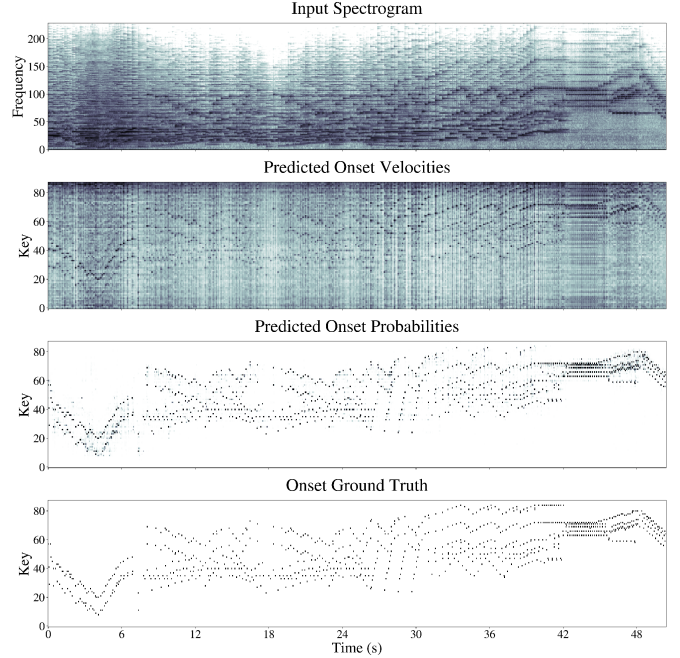 Input Spectrogram
200
150
100
50
0
Frequency
Predicted Onset Velocities
80
60
40
20
0
Key
Predicted Onset Probabilities
80
60
40
20
0
Key
Onset Ground Truth
80
60
40
20
0
Key
0 6 12 18 24 30 36 42 48
Time (s)